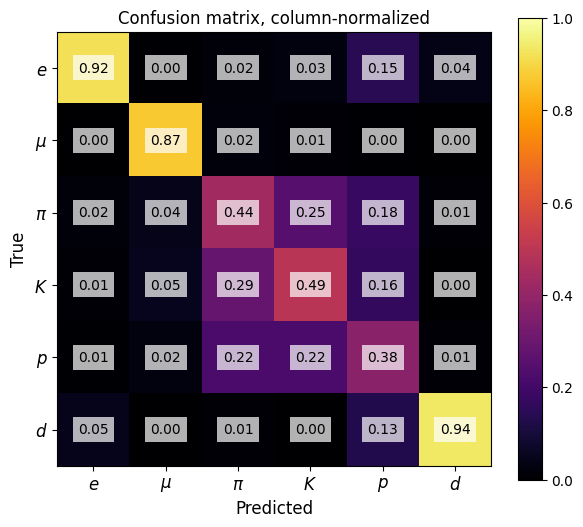 Confusion matrix, column-normalized
True
e 0.92 0.00 0.02 0.03 0.15 0.04
μ 0.00 0.87 0.02 0.01 0.00 0.00
π 0.02 0.04 0.44 0.25 0.18 0.01
K 0.01 0.05 0.29 0.49 0.16 0.00
p 0.01 0.02 0.22 0.22 0.38 0.01
d 0.05 0.00 0.01 0.00 0.13 0.94
e μ π K p d
Predicted
1.0
0.8
0.6
0.4
0.2
0.0